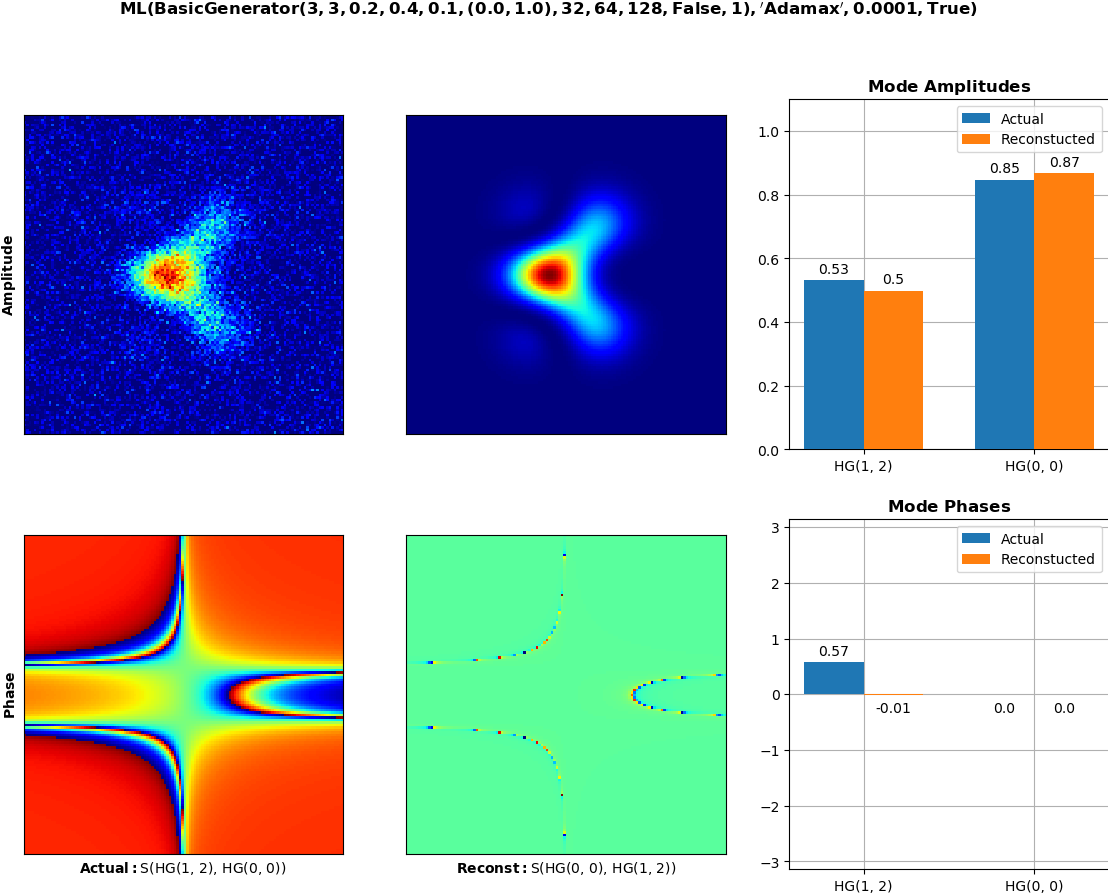 ML(BasicGenerator(3, 3, 0.2, 0.4, 0.1, (0.0, 1.0), 32, 64, 128, False, 1), ′Adamax′, 0.0001, True)
Amplitude
Mode Amplitudes
Actual
Reconstucted
1.0
0.8
0.6
0.4
0.2
0.0
0.53
0.5
0.85
0.87
HG(1, 2)
HG(0, 0)
Phase
Actual: S(HG(1, 2), HG(0, 0))
Reconst: S(HG(0, 0), HG(1, 2))
Mode Phases
Actual
Reconstucted
3
2
1
0
−1
−2
−3
0.57
-0.01
0.0
0.0
HG(1, 2)
HG(0, 0)